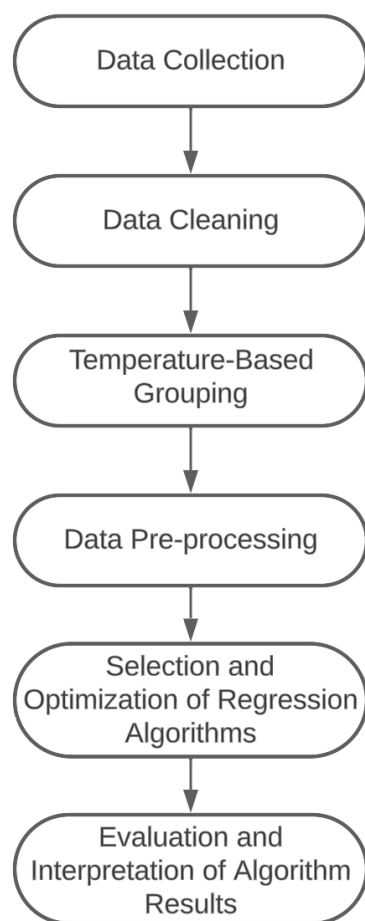 Data Collection
Data Cleaning
Temperature-Based
Grouping
Data Pre-processing
Selection and
Optimization of Regression
Algorithms
Evaluation and
Interpretation of Algorithm
Results